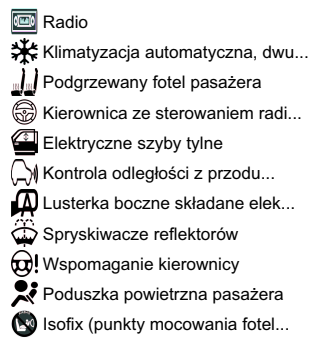 Radio
Klimatyzacja automatyczna, dwu...
Podgrzewany fotel pasażera
Kierownica ze sterowaniem radi...
Elektryczne szyby tylne
Kontrola odległości z przodu...
Lusterka boczne składane elek...
Spryskiwacze reflektorów
Wspomaganie kierownicy
Poduszka powietrzna pasażera
Isofix (punkty mocowania fotel...